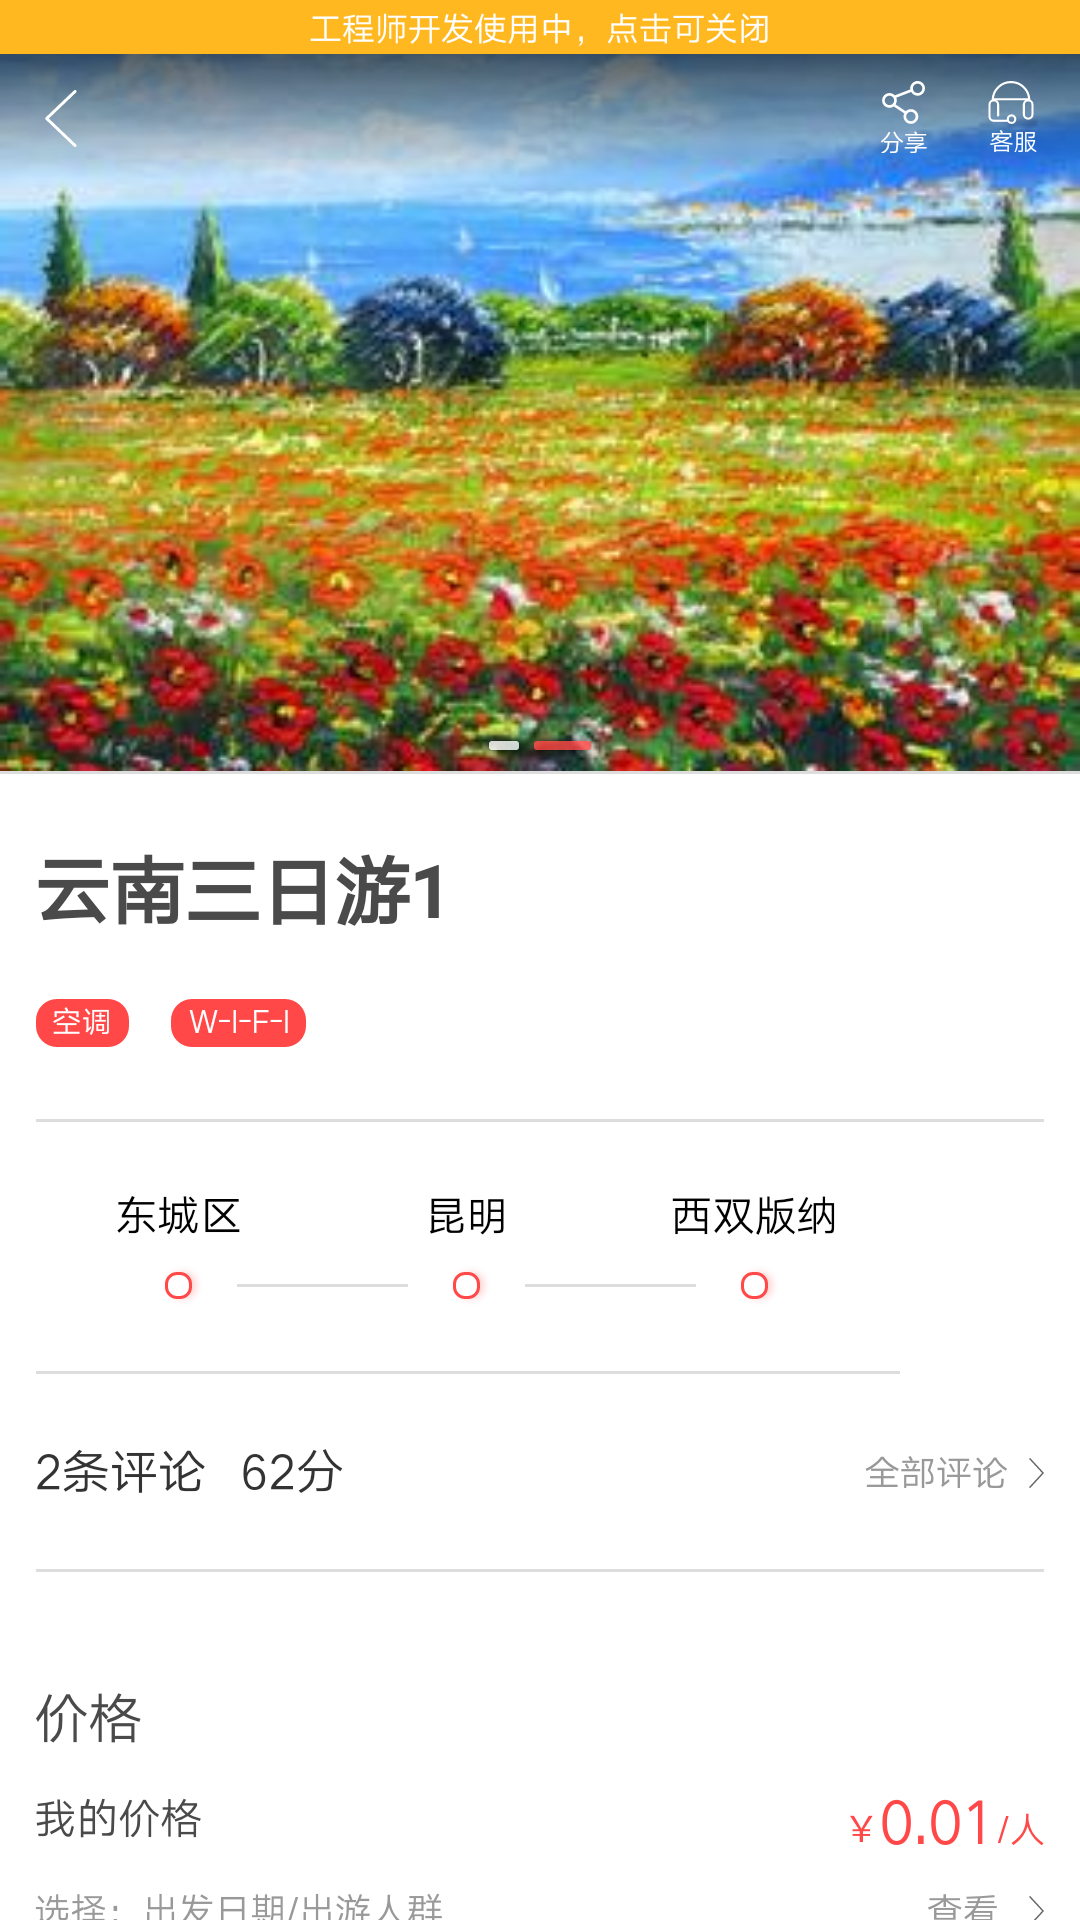 工程师开发使用中，点击可关闭
分享 客服
云南三日游1
空调 W-I-F-I
东城区 昆明 西双版纳
2条评论 62分 全部评论
价格
我的价格 ¥0.01/人
选择：出发日期/出游人群 查看